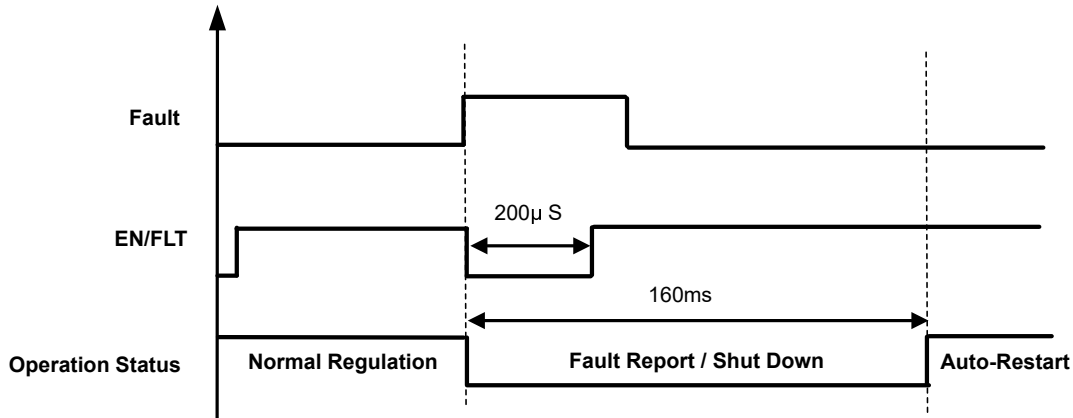 Fault
200µ S
EN/FLT
160ms
Operation Status
Normal Regulation
Fault Report / Shut Down
Auto-Restart